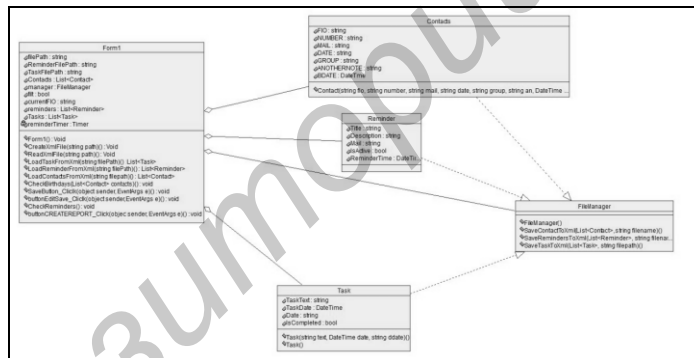 Form1
filePath : string
ReminderFilePath : string
TaskFilePath : string
Contacts : List<Contact>
manager : FileManager
flt : bool
currentFIO : string
reminders : List<Reminder>
Tasks : List<Task>
reminderTimer : Timer
Form1() : Void
CreateXmlFile(string path)() : Void
ReadXmlFile(string path)() : Void
LoadTaskFromXml(string filePath)() : List<Task>
LoadReminderFromXml(string filePath)() : List<Reminder>
LoadContactsFromXml(string filepath)() : List<Contact>
CheckBirthdays(List<Contact> contacts)() : void
SaveButton_Click(object sender,EventArgs e)() : void
buttonEditSave_Click(object sender,EventArgs e)() : void
CheckReminders() : void
buttonCREATEREPORT_Click(objec sender,EventArgs e)() : void
Contacts
FIO : string
NUMBER : string
MAIL : string
DATE : string
GROUP : string
ANOTHERNOTE : string
BDATE : DateTime
Contact(string fio, string number, string mail, string date, string group, string an, DateTime ...
Reminder
Title : string
Description : string
Mail : string
IsActive : bool
ReminderTime : DateTo...
FileManager
FileManager()
SaveContactToXml(List<Contact>, string filename)()
SaveRemindersToXml(List<Reminder>, string filenam...
SaveTaskToXml(List<Task>, string filepath)()
Task
TaskText : string
TaskDate : DateTime
Date : string
isCompleted : bool
Task(string text, DateTime date, string ddate)()
Task()